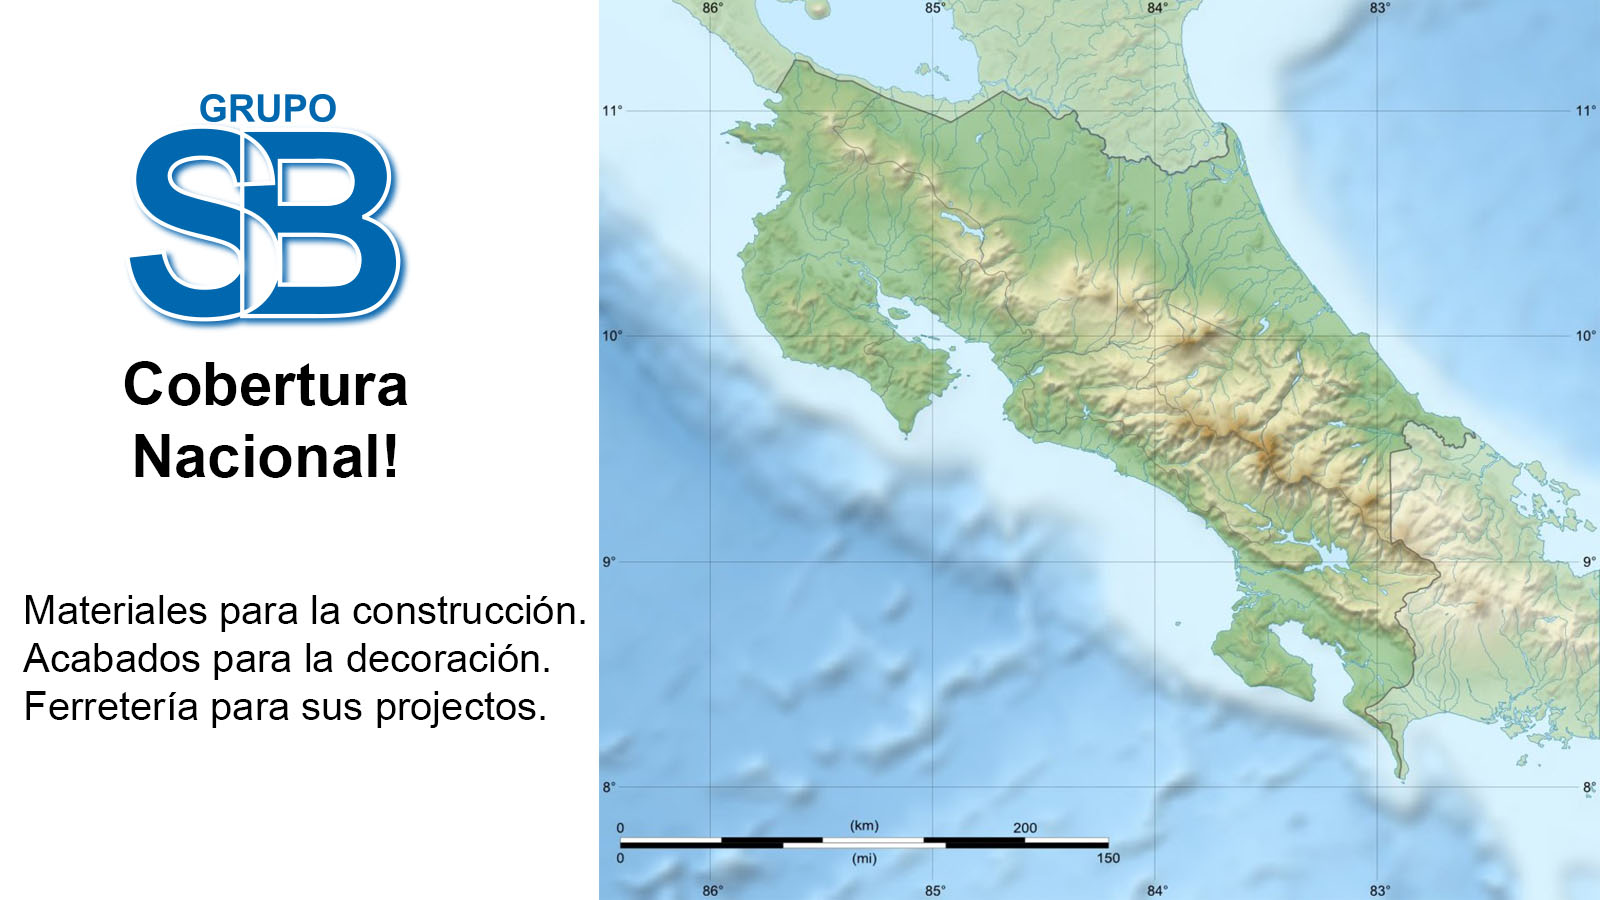 GRUPO
SB
Cobertura
Nacional!
Materiales para la construcción.
Acabados para la decoración.
Ferretería para sus projectos.
86° 85° 84° 83°
11° 11°
10° 10°
9° 9°
8° 8°
0 (km) 200
0 (mi) 150
86° 85° 84° 83°